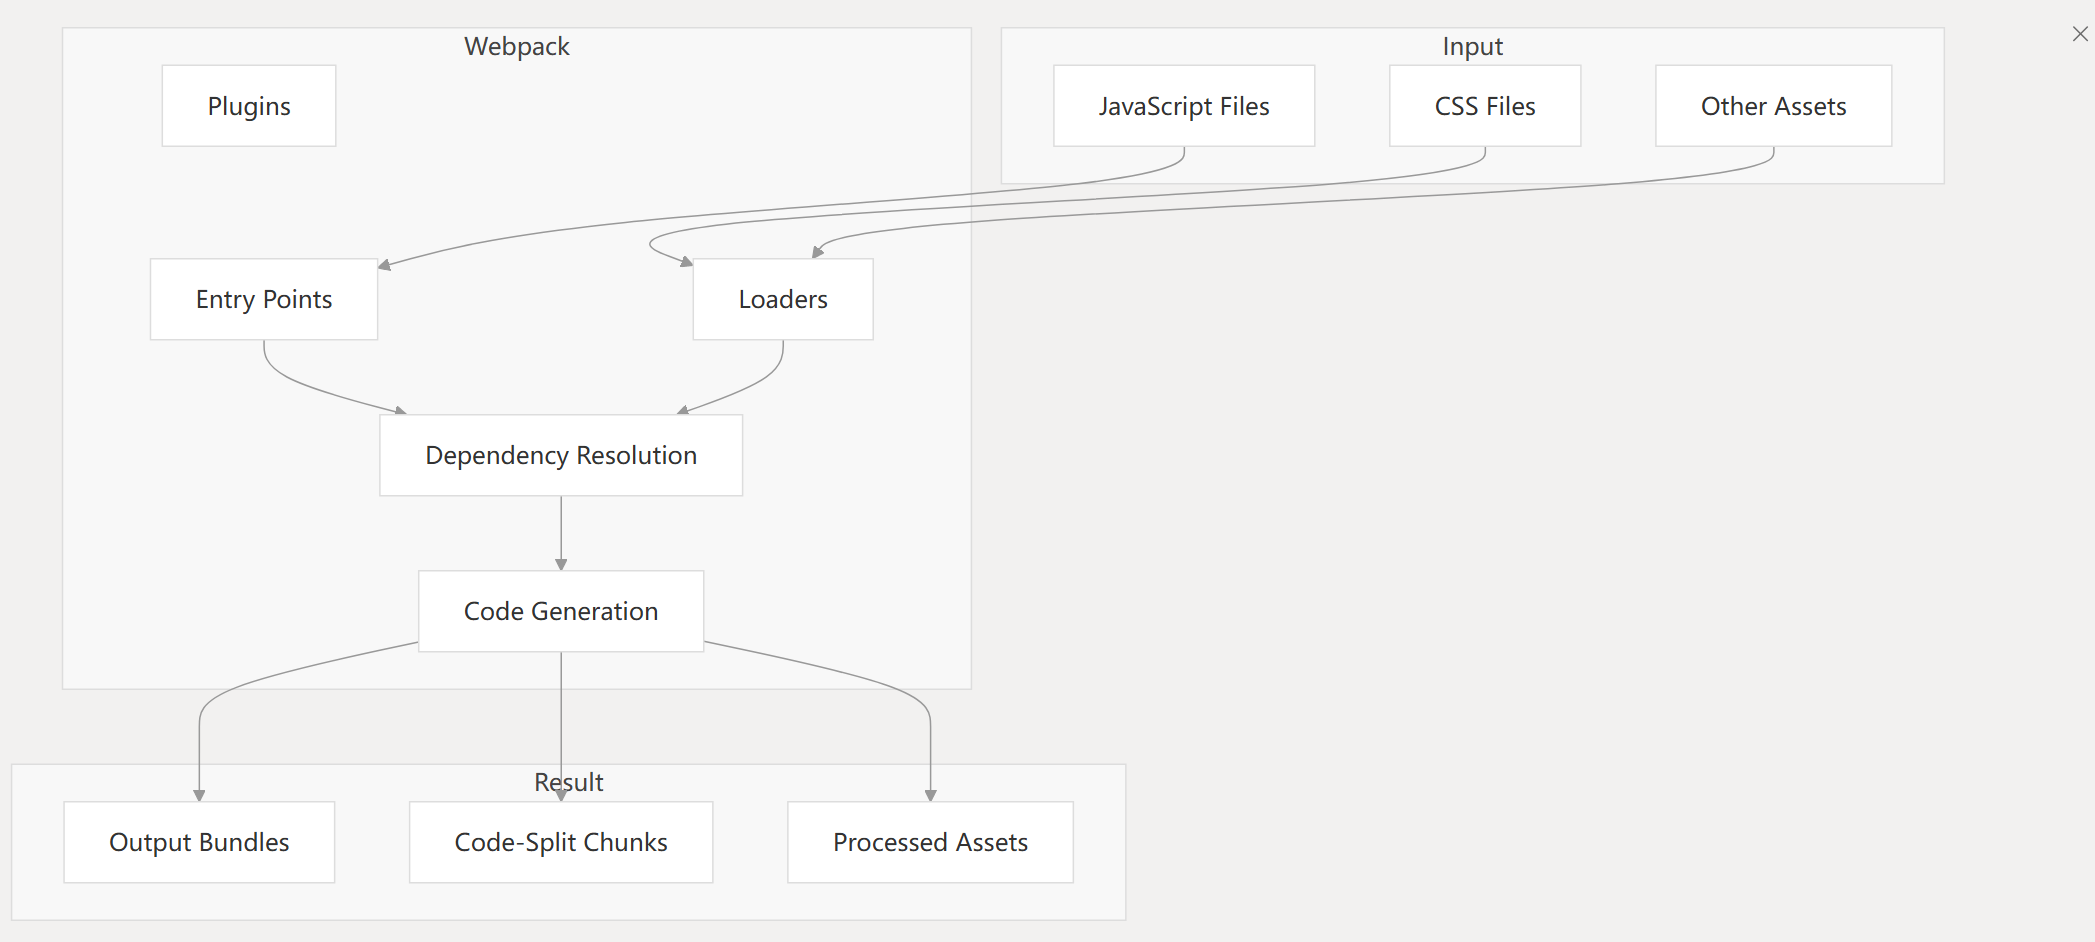 Webpack
Plugins
Input
JavaScript Files
CSS Files
Other Assets
Entry Points
Loaders
Dependency Resolution
Code Generation
Result
Output Bundles
Code-Split Chunks
Processed Assets